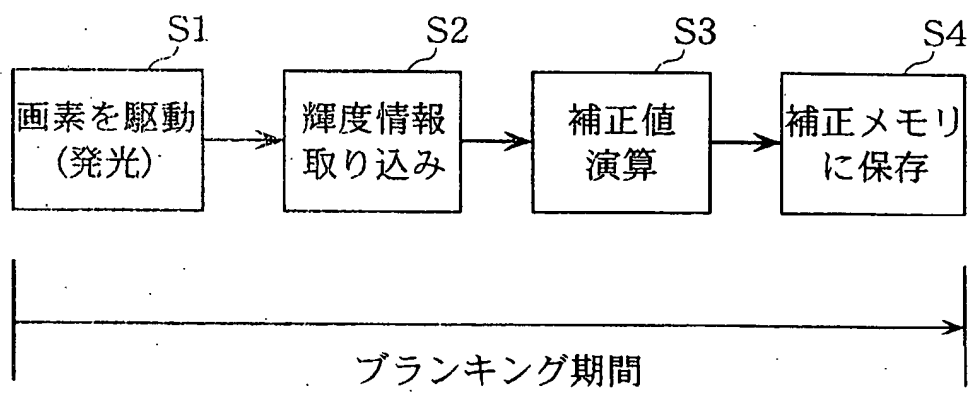 S1
S2
S3
S4
画素を駆動
(発光)
輝度情報
取り込み
補正値
演算
補正メモリ
に保存
ブランキング期間